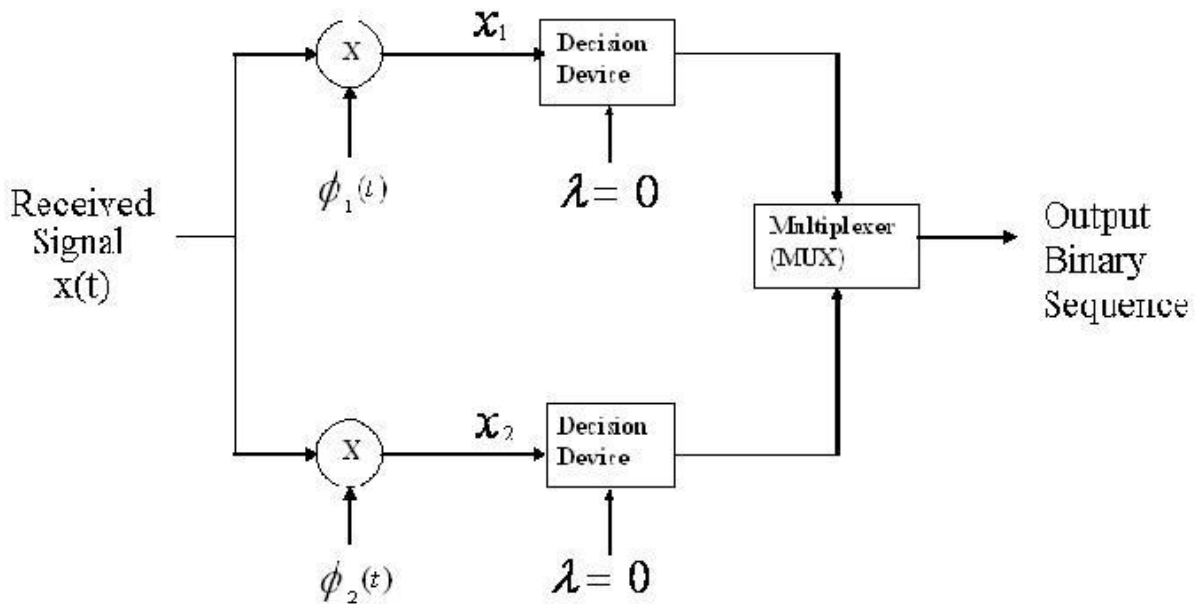 x₁
X
Decision
Device
ϕ₁(t)
λ = 0
Received
Signal
x(t)
Multiplexer
(MUX)
Output
Binary
Sequence
x₂
X
Decision
Device
ϕ₂(t)
λ = 0